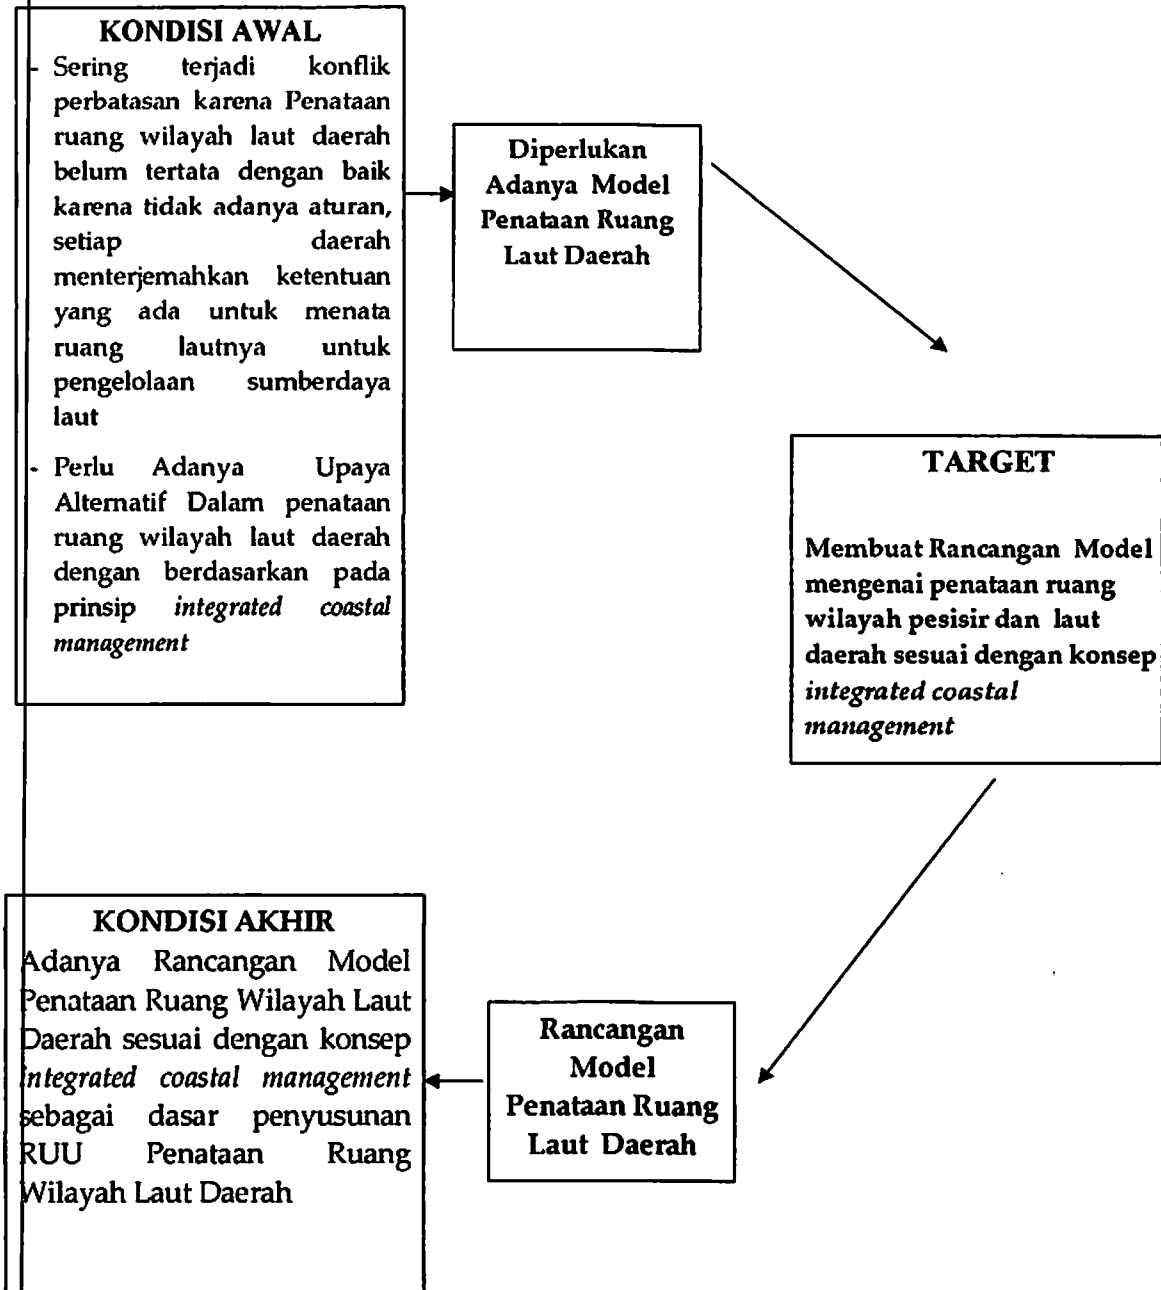 KONDISI AWAL
- Sering terjadi konflik
perbatasan karena Penataan
ruang wilayah laut daerah
belum tertata dengan baik
karena tidak adanya aturan,
setiap daerah
menterjemahkan ketentuan
yang ada untuk menata
ruang lautnya untuk
pengelolaan sumberdaya
laut
- Perlu Adanya Upaya
Alternatif Dalam penataan
ruang wilayah laut daerah
dengan berdasarkan pada
prinsip integrated coastal
management
Diperlukan
Adanya Model
Penataan Ruang
Laut Daerah
TARGET
Membuat Rancangan Model
mengenai penataan ruang
wilayah pesisir dan laut
daerah sesuai dengan konsep
integrated coastal
management
Rancangan
Model
Penataan Ruang
Laut Daerah
KONDISI AKHIR
Adanya Rancangan Model
Penataan Ruang Wilayah Laut
Daerah sesuai dengan konsep
integrated coastal management
sebagai dasar penyusunan
RUU Penataan Ruang
Wilayah Laut Daerah